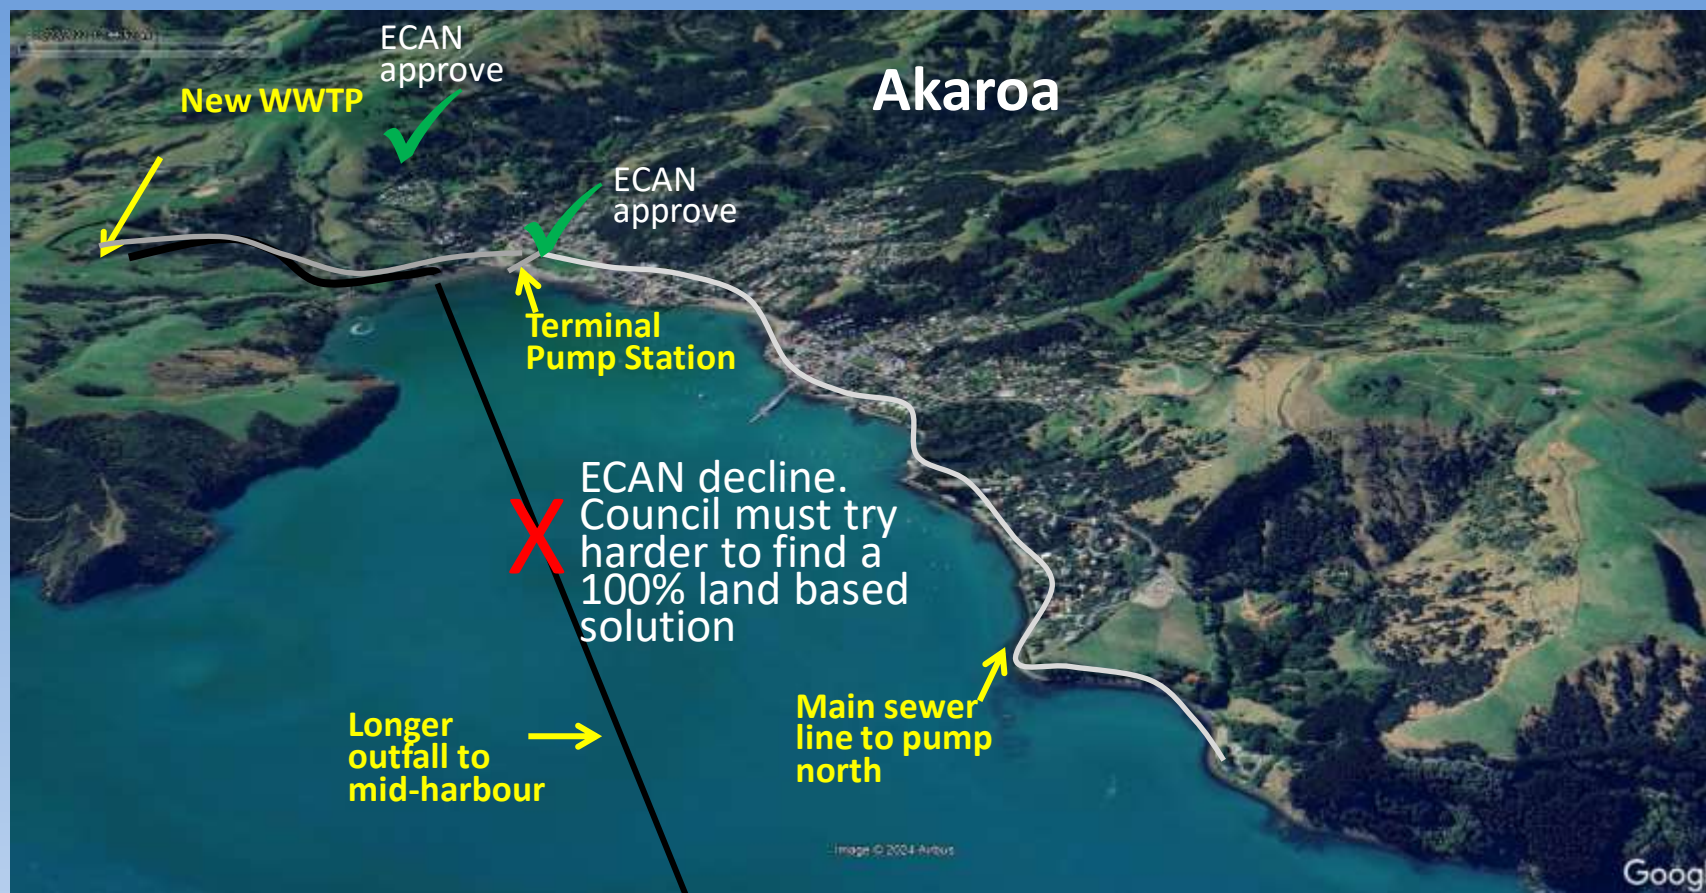 ECAN
approve
New WWTP
Akaroa
ECAN
approve
Terminal
Pump Station
ECAN decline.
Council must try
harder to find a
100% land based
solution
Main sewer
line to pump
north
Longer
outfall to
mid-harbour
Image © 2024 Airbus
Goog